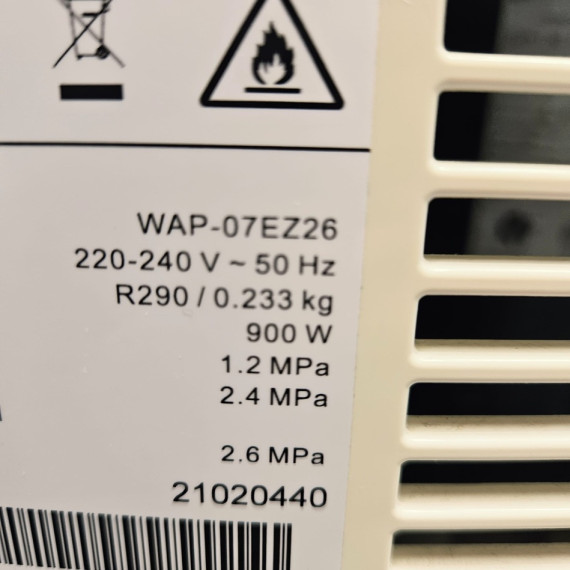 WAP-07EZ26
220-240 V ~ 50 Hz
R290 / 0.233 kg
900 W
1.2 MPa
2.4 MPa
2.6 MPa
21020440